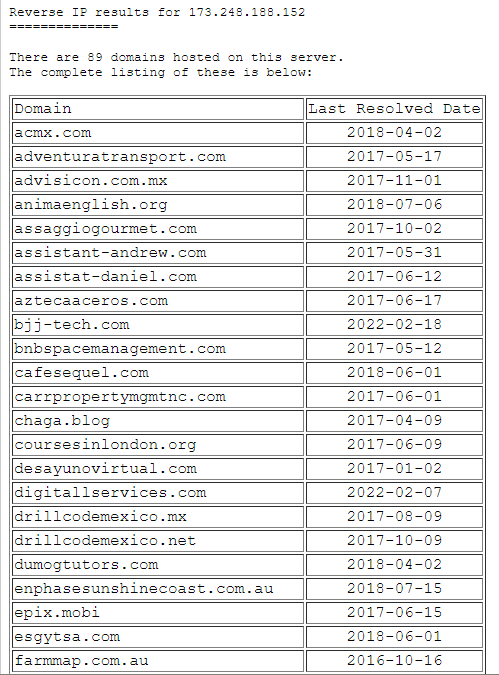 Reverse IP results for 173.248.188.152
==============
There are 89 domains hosted on this server.
The complete listing of these is below:
Domain Last Resolved Date
acmx.com 2018-04-02
adventuratransport.com 2017-05-17
advisicon.com.mx 2017-11-01
animaenglish.org 2018-07-06
assaggiogourmet.com 2017-10-02
assistant-andrew.com 2017-05-31
assistat-daniel.com 2017-06-12
aztecaaceros.com 2017-06-17
bjj-tech.com 2022-02-18
bnbspacemanagement.com 2017-05-12
cafesequel.com 2018-06-01
carrpropertymgmtnc.com 2017-06-01
chaga.blog 2017-04-09
coursesinlondon.org 2017-06-09
desayunovirtual.com 2017-01-02
digitallservices.com 2022-02-07
drillcodemexico.mx 2017-08-09
drillcodemexico.net 2017-10-09
dumogtutors.com 2018-04-02
enphasesunshinecoast.com.au 2018-07-15
epix.mobi 2017-06-15
esgytsa.com 2018-06-01
farmmap.com.au 2016-10-16